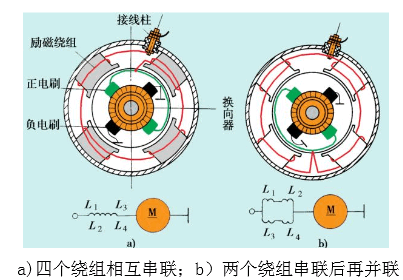 接线柱
励磁绕组
正电刷
负电刷
换向器
L1 L3
L2 L4
M
a)
L1 L2
L3 L4
M
b)
a)四个绕组相互串联；b）两个绕组串联后再并联